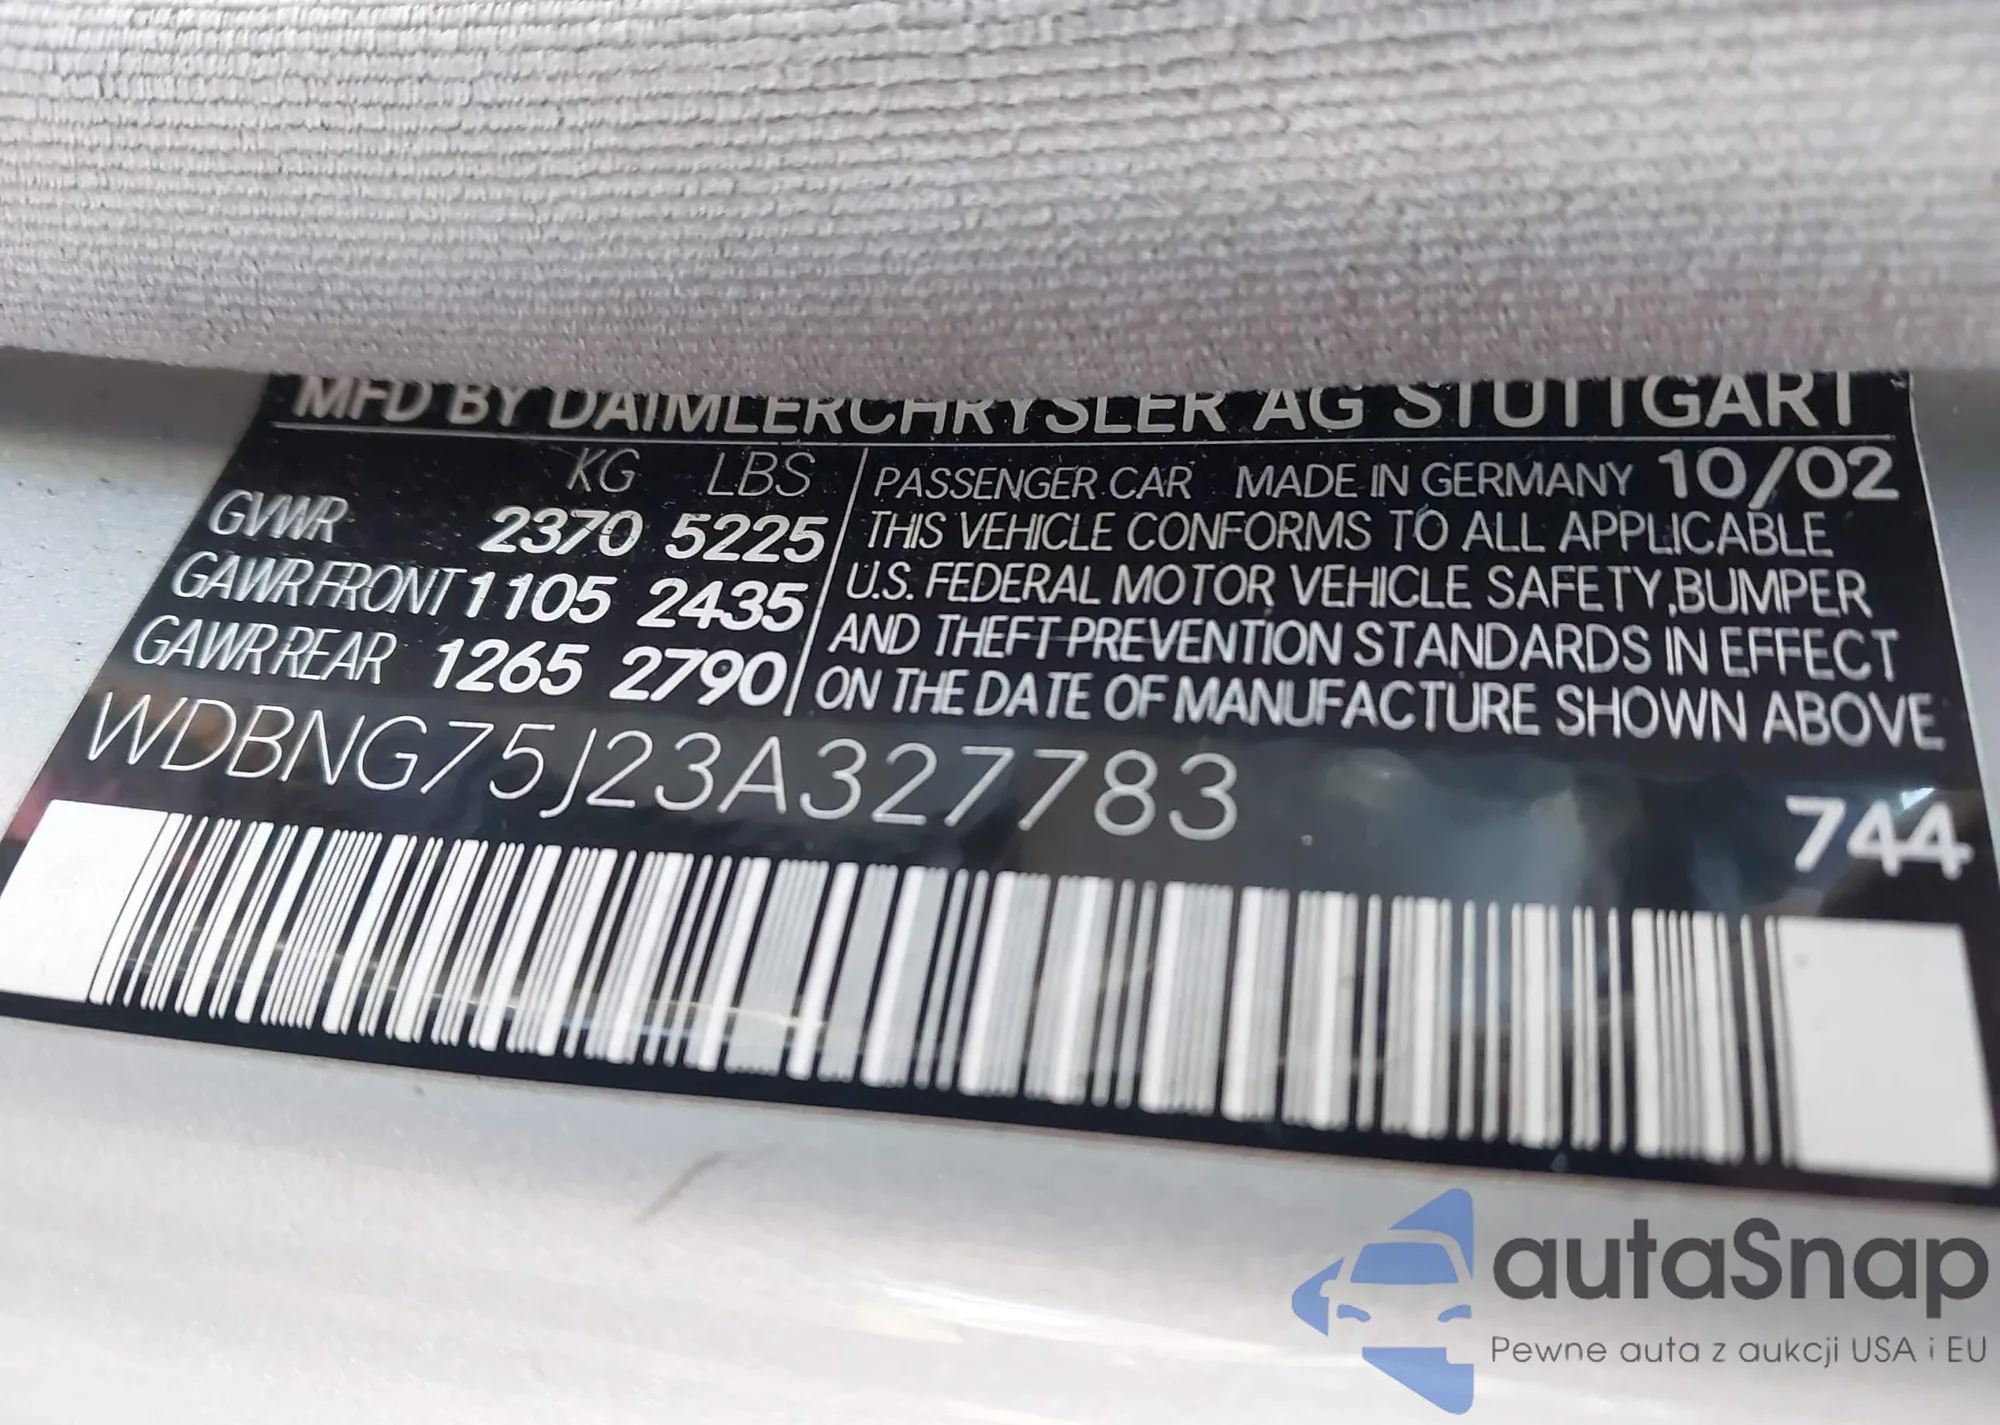 MFD BY DAIMLERCHRYSLER AG STUTTGART
KG LBS
GVWR 2370 5225
GAWR FRONT 1105 2435
GAWR REAR 1265 2790
PASSENGER CAR MADE IN GERMANY 10/02
THIS VEHICLE CONFORMS TO ALL APPLICABLE
U.S. FEDERAL MOTOR VEHICLE SAFETY, BUMPER
AND THEFT PREVENTION STANDARDS IN EFFECT
ON THE DATE OF MANUFACTURE SHOWN ABOVE
WDBNG75J23A327783
744
autaSnap
Pewne auta z aukcji USA i EU